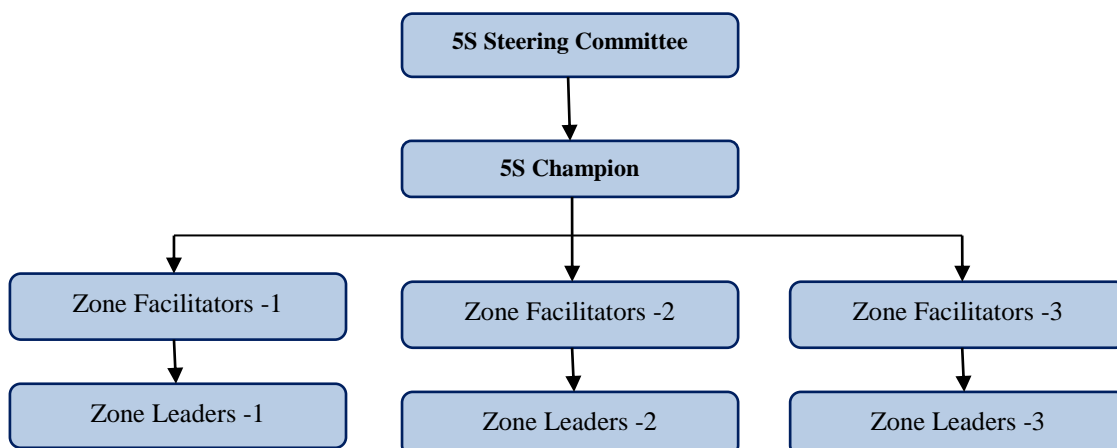 5S Steering Committee
5S Champion
Zone Facilitators -1
Zone Facilitators -2
Zone Facilitators -3
Zone Leaders -1
Zone Leaders -2
Zone Leaders -3